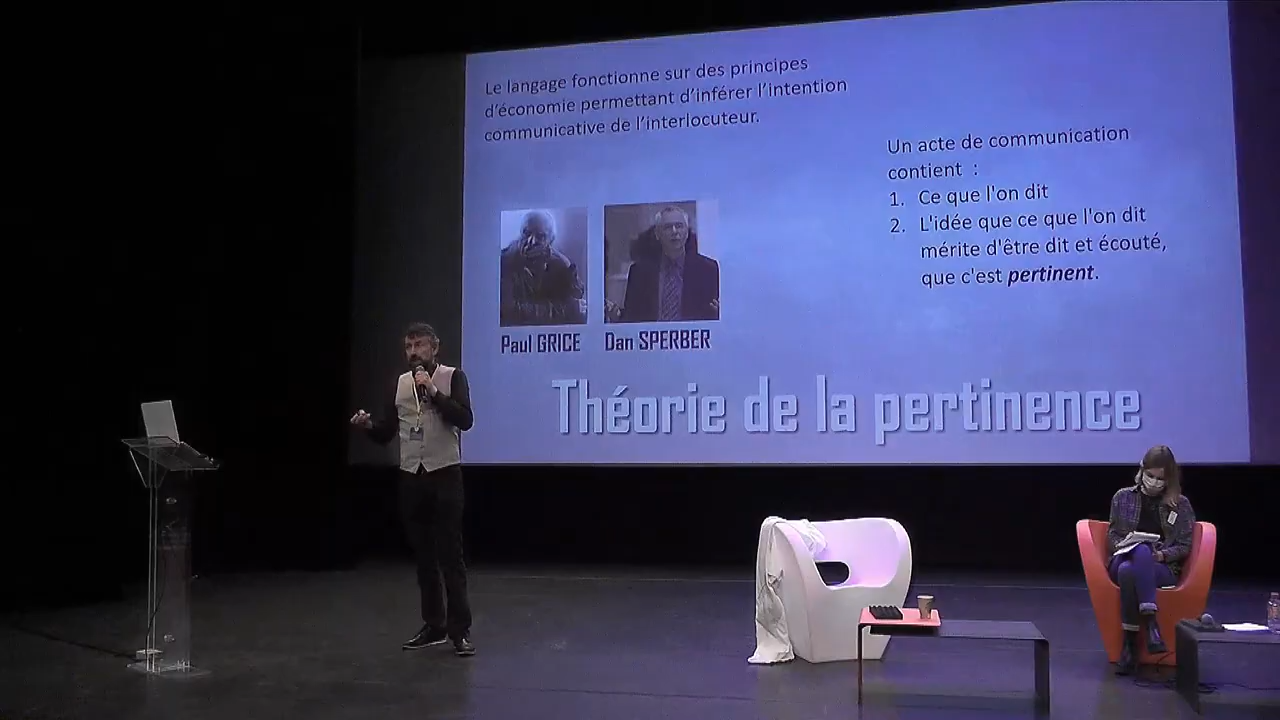 Le langage fonctionne sur des principes
d’économie permettant d’inférer l’intention
communicative de l’interlocuteur.
Un acte de communication
contient :
1. Ce que l'on dit
2. L'idée que ce que l'on dit
mérite d'être dit et écouté,
que c'est pertinent.
Paul GRICE
Dan SPERBER
Théorie de la pertinence